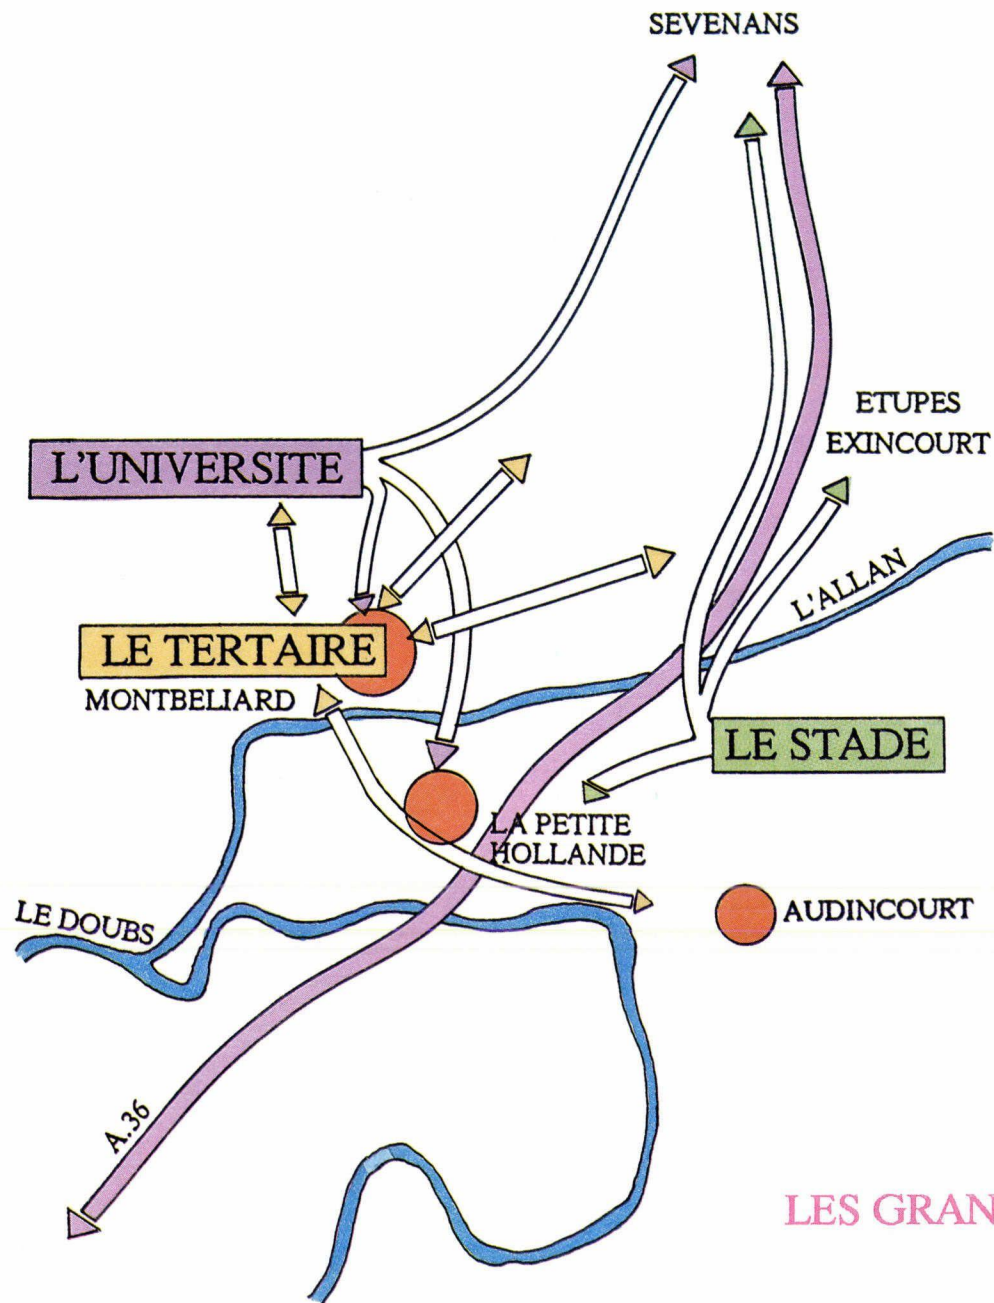 SEVENANS
ETUPES
EXINCOURT
L'UNIVERSITE
L'ALLAN
LE TERTAIRE
MONTBELIARD
LE STADE
LA PETITE
HOLLANDE
AUDINCOURT
LE DOUBS
A.36
LES GRAN